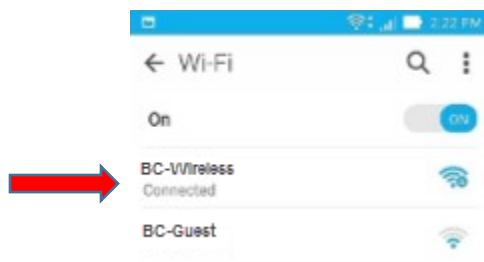 2:22 PM
Wi-Fi
On
ON
BC-Wireless
Connected
BC-Guest